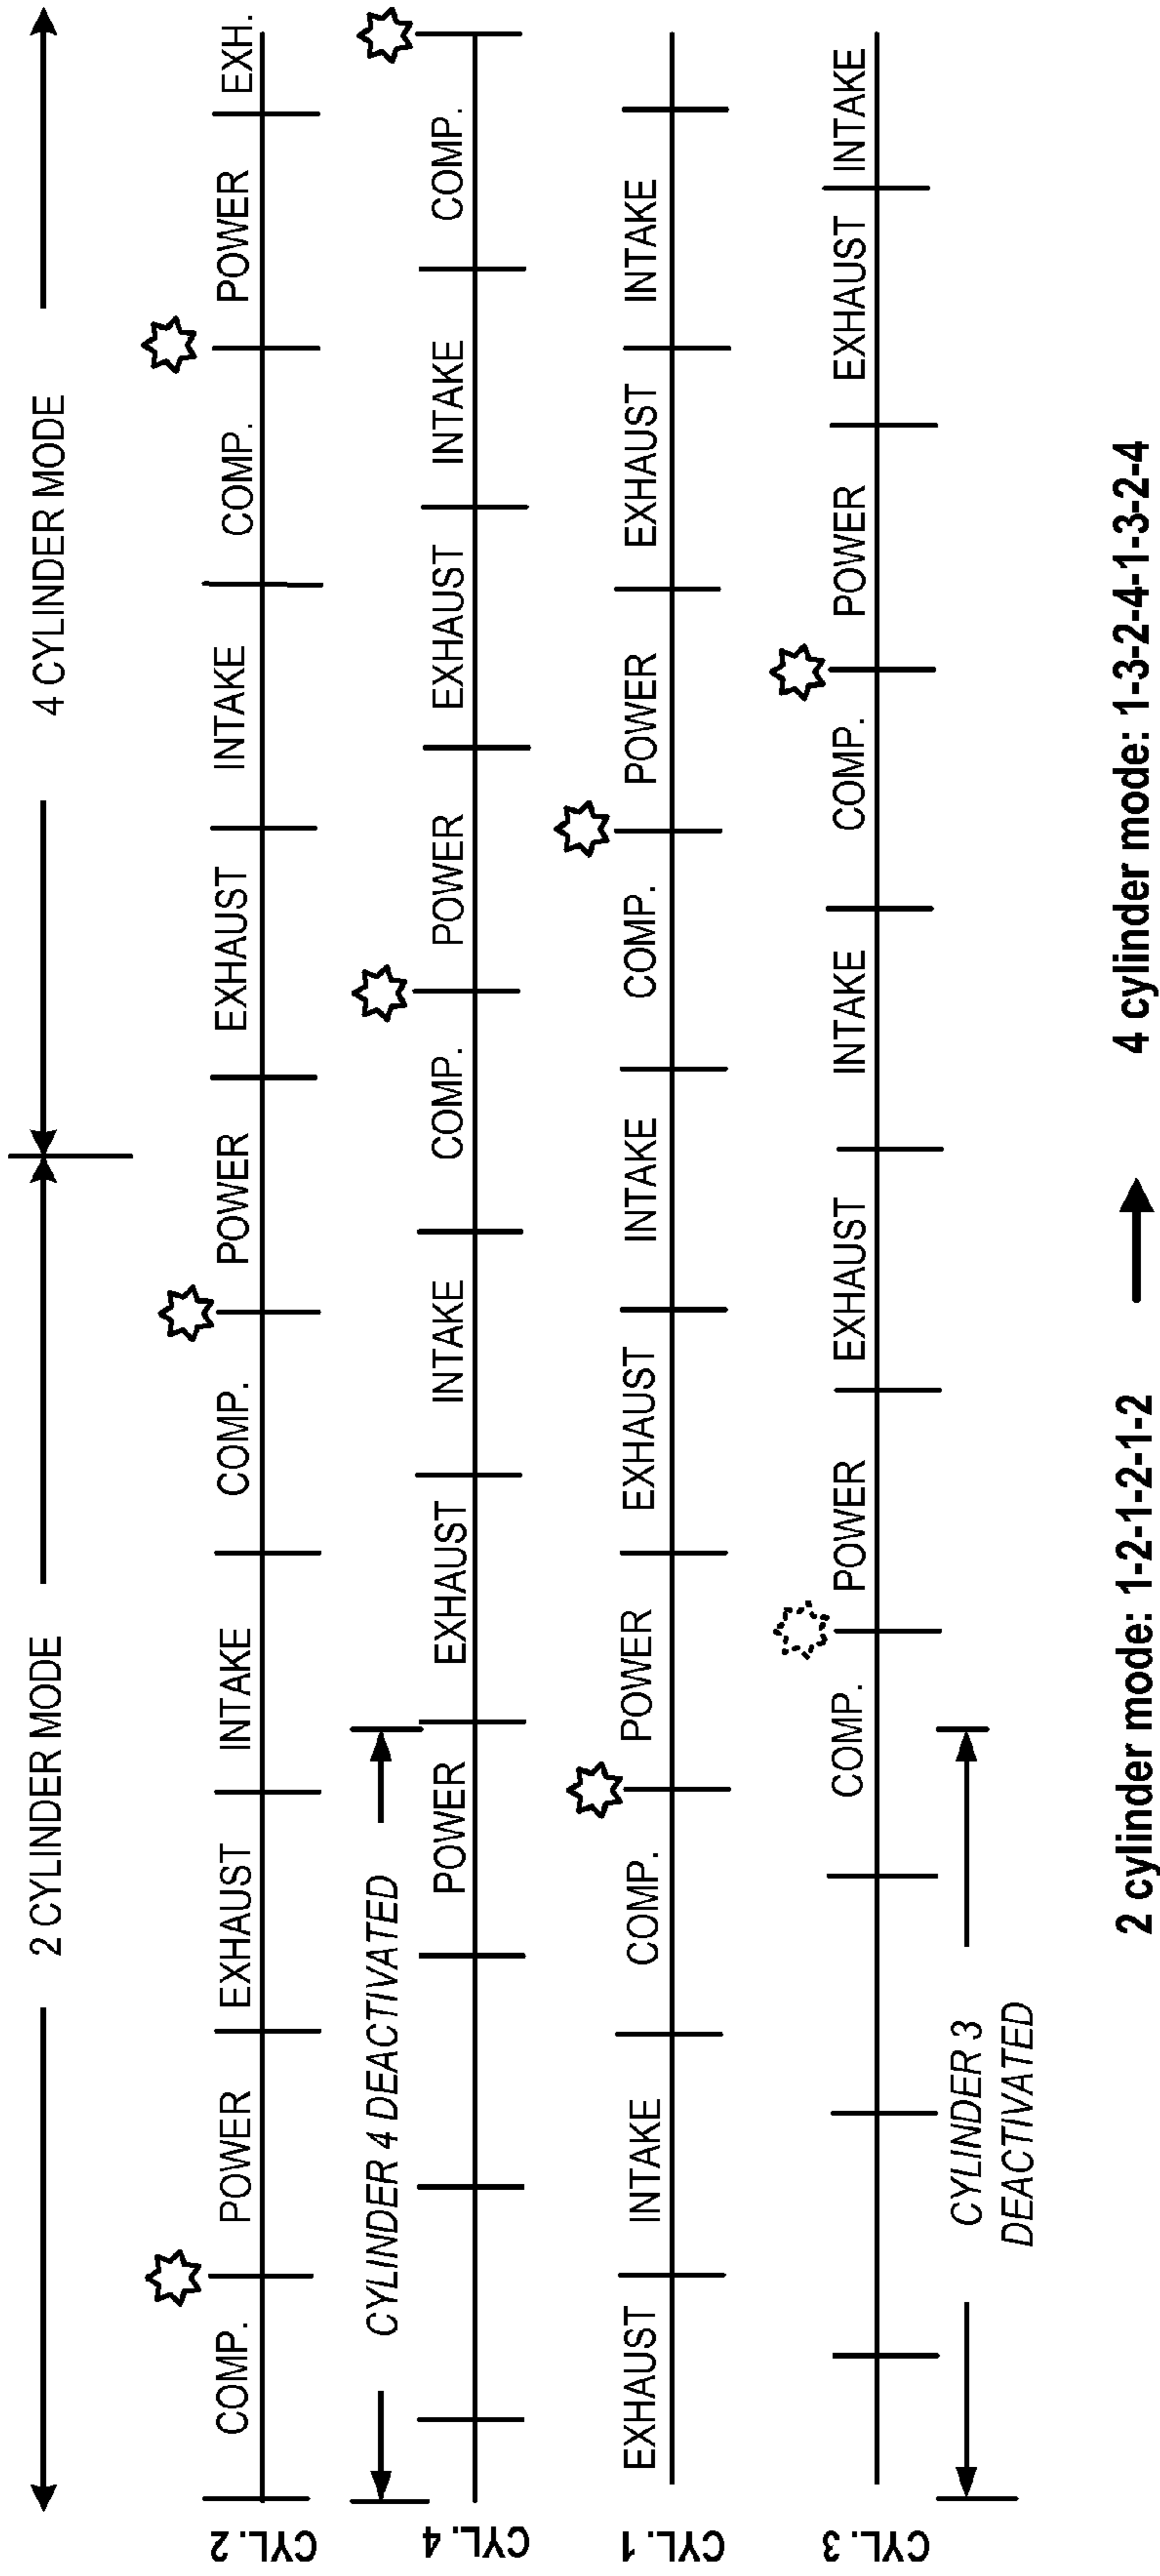 2 CYLINDER MODE 4 CYLINDER MODE
CYL. 2 COMP. POWER EXHAUST INTAKE COMP. POWER EXHAUST INTAKE COMP. POWER EXH.
CYLINDER 4 DEACTIVATED
CYL. 4 POWER EXHAUST INTAKE COMP. POWER EXHAUST INTAKE COMP.
CYL. 1 EXHAUST INTAKE COMP. POWER EXHAUST INTAKE COMP. POWER EXHAUST INTAKE
CYL. 3 COMP. POWER EXHAUST INTAKE COMP. POWER EXHAUST INTAKE
CYLINDER 3
DEACTIVATED
2 cylinder mode: 1-2-1-2-1-2 4 cylinder mode: 1-3-2-4-1-3-2-4